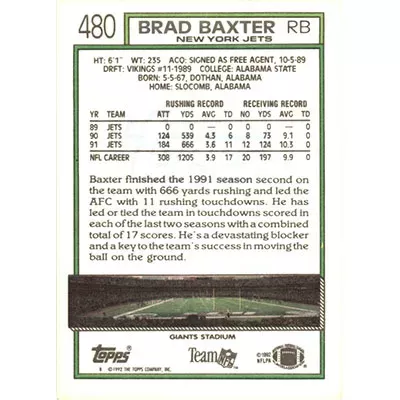 480 BRAD BAXTER RB
NEW YORK JETS
HT: 6'1" WT: 235 ACQ: SIGNED AS FREE AGENT, 10-5-89
DRFT: VIKINGS #11-1989 COLLEGE: ALABAMA STATE
BORN: 5-5-67, DOTHAN, ALABAMA
HOME: SLOCOMB, ALABAMA
RUSHING RECORD RECEIVING RECORD
YR TEAM ATT YDS AVG TD NO YDS AVG TD
89 JETS
90 JETS 124 539 4.3 6 8 73 9.1 0
91 JETS 184 666 3.6 11 12 124 10.3 0
NFL CAREER 308 1205 3.9 17 20 197 9.9 0
Baxter finished the 1991 season second on
the team with 666 yards rushing and led the
AFC with 11 rushing touchdowns. He has
led or tied the team in touchdowns scored in
each of the last two seasons with a combined
total of 17 scores. He's a devastating blocker
and a key to the team's success in moving the
ball on the ground.
GIANTS STADIUM
Topps Team NFL ©1992 NFLPA
© 1992 THE TOPPS COMPANY, INC.